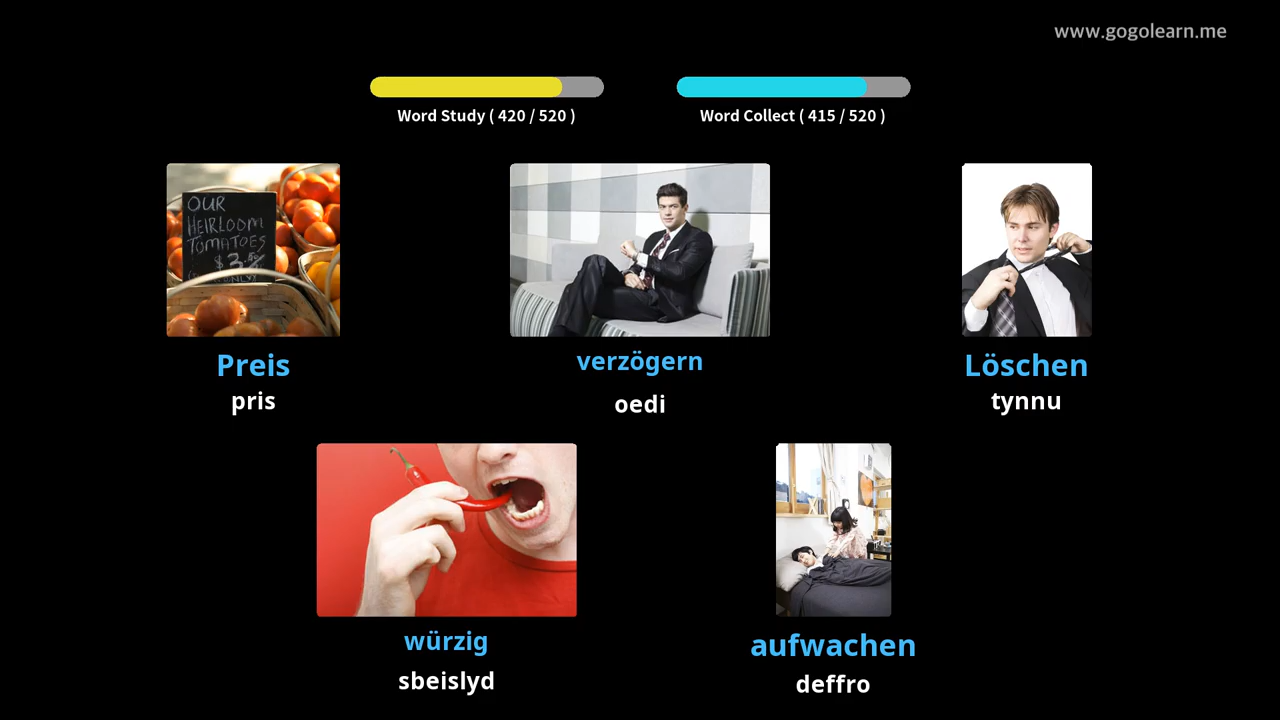 www.gogolearn.me
Word Study ( 420 / 520 )
Word Collect ( 415 / 520 )
OUR
HEIRLOOM
TOMATOES
Preis
pris
verzögern
oedi
Löschen
tynnu
würzig
sbeislyd
aufwachen
deffro